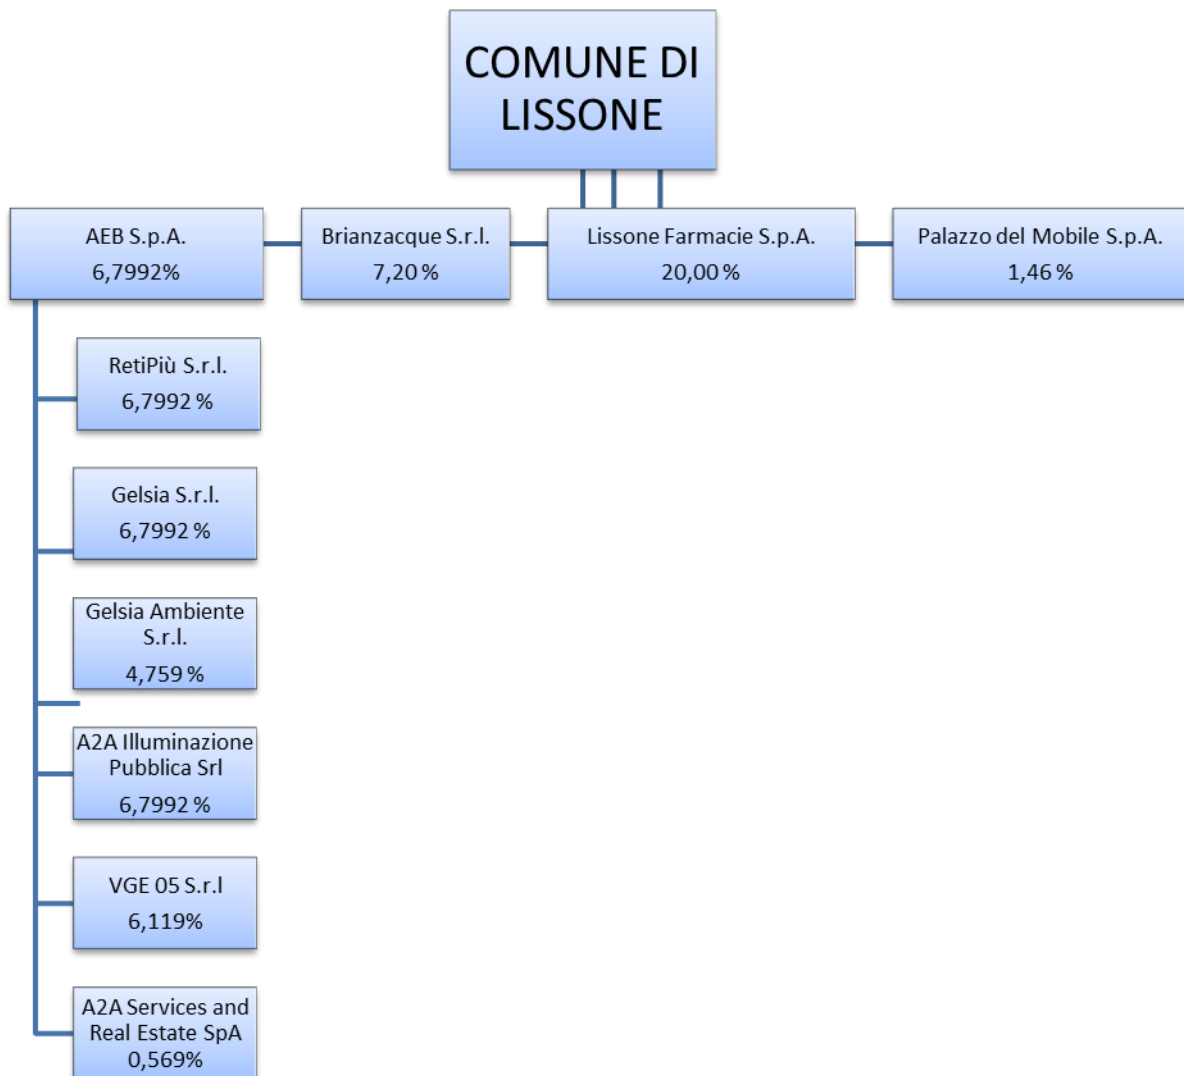 COMUNE DI
LISSONE
AEB S.p.A.
6,7992%
Brianzacque S.r.l.
7,20 %
Lissone Farmacie S.p.A.
20,00 %
Palazzo del Mobile S.p.A.
1,46 %
RetiPiù S.r.l.
6,7992 %
Gelsia S.r.l.
6,7992 %
Gelsia Ambiente
S.r.l.
4,759 %
A2A Illuminazione
Pubblica Srl
6,7992 %
VGE 05 S.r.l
6,119%
A2A Services and
Real Estate SpA
0,569%